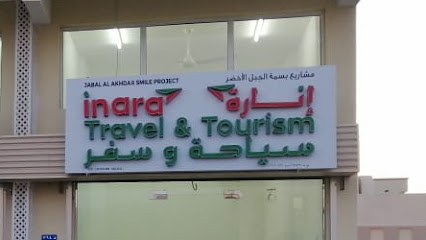 JABAL AL AKHDAR SMILE PROJECT
مشاريع بسمة الجبل الأخضر
inara إنارة
Travel & Tourism
سياحة و سفر